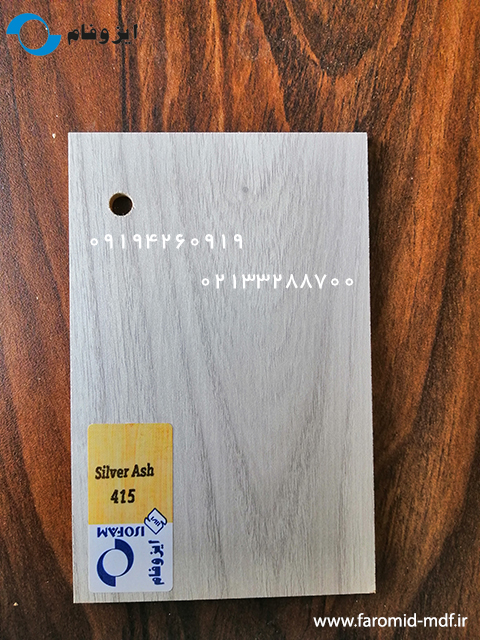 ایزوفام
۰۹۱۹۴۲۶۰۹۱۹
۰۲۱۳۳۲۸۸۷۰۰
Silver Ash
415
ISOFAM
ایزوفام
www.faromid-mdf.ir